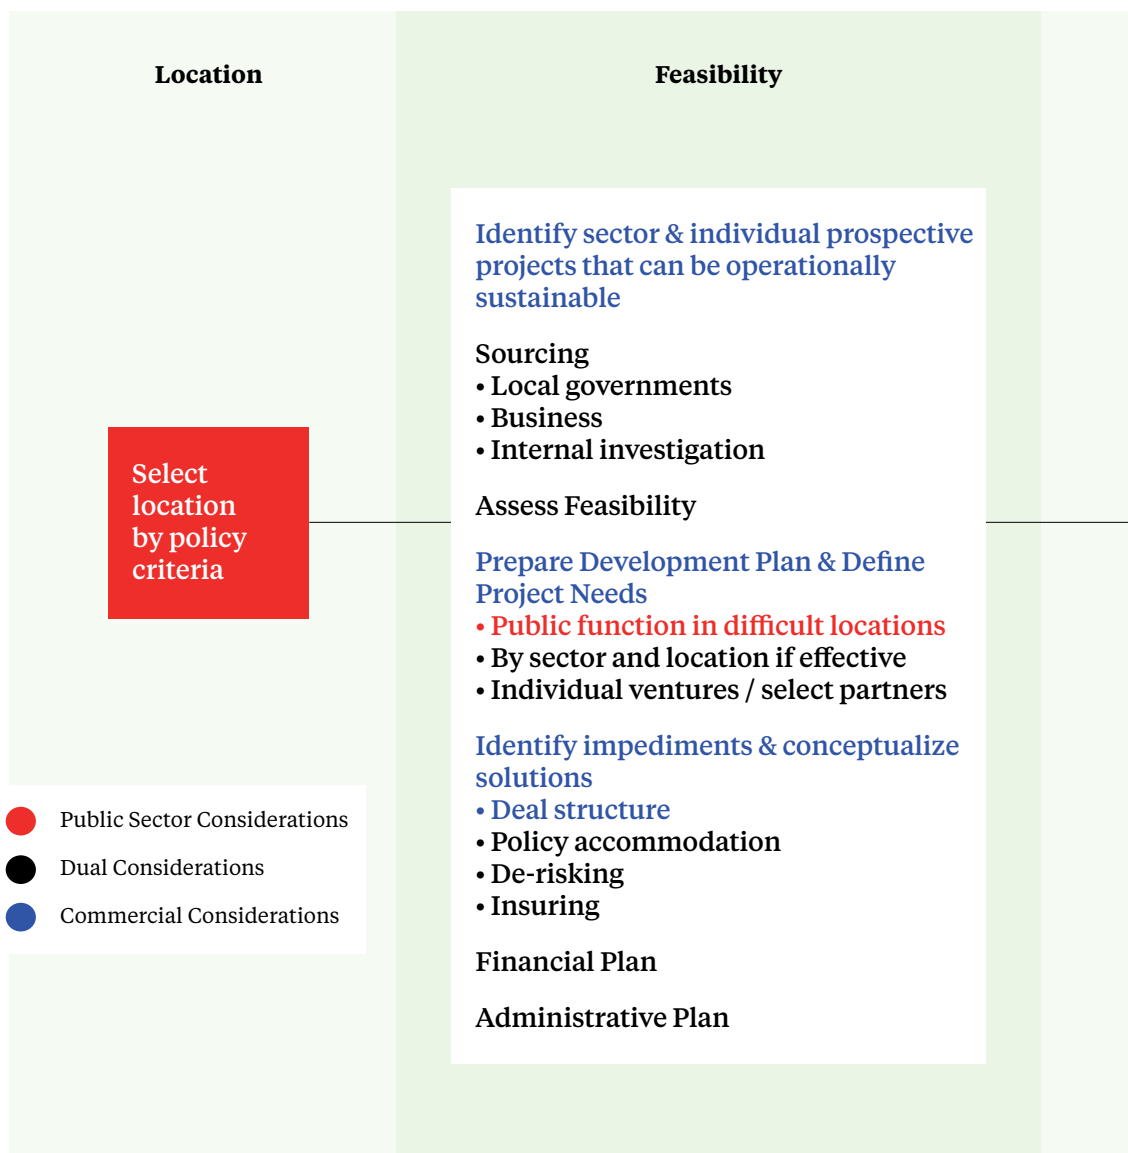 Location
Feasibility
Select
location
by policy
criteria
Identify sector & individual prospective
projects that can be operationally
sustainable
Sourcing
• Local governments
• Business
• Internal investigation
Assess Feasibility
Prepare Development Plan & Define
Project Needs
• Public function in difficult locations
• By sector and location if effective
• Individual ventures / select partners
Identify impediments & conceptualize
solutions
• Deal structure
• Policy accommodation
• De-risking
• Insuring
Financial Plan
Administrative Plan
Public Sector Considerations
Dual Considerations
Commercial Considerations